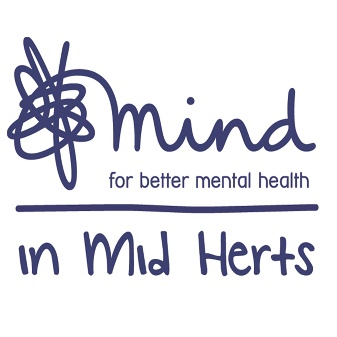 mind
for better mental health
in Mid Herts